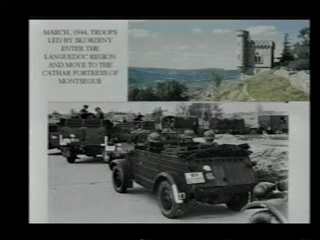 MARCH, 1944, TROOPS
LED BY SKORZENY
ENTER THE
LANGUEDOC REGION
AND MOVE TO THE
CATHAR FORTRESS OF
MONTSEGUR